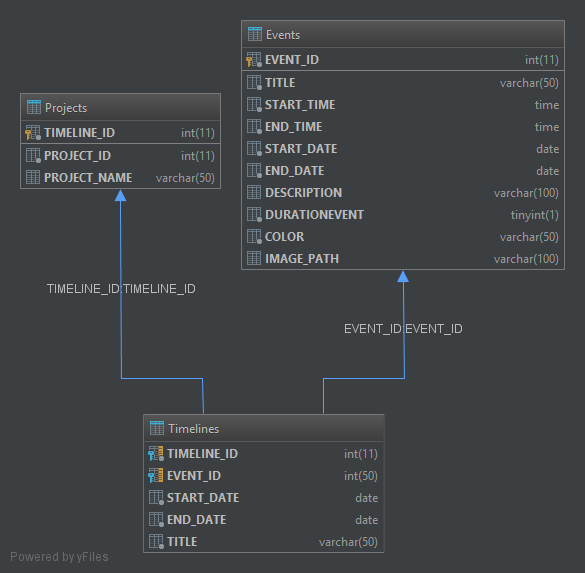 Events
EVENT_ID int(11)
TITLE varchar(50)
START_TIME time
END_TIME time
START_DATE date
END_DATE date
DESCRIPTION varchar(100)
DURATIONEVENT tinyint(1)
COLOR varchar(50)
IMAGE_PATH varchar(100)
Projects
TIMELINE_ID int(11)
PROJECT_ID int(11)
PROJECT_NAME varchar(50)
TIMELINE_ID:TIMELINE_ID
EVENT_ID:EVENT_ID
Timelines
TIMELINE_ID int(11)
EVENT_ID int(50)
START_DATE date
END_DATE date
TITLE varchar(50)
Powered by yFiles